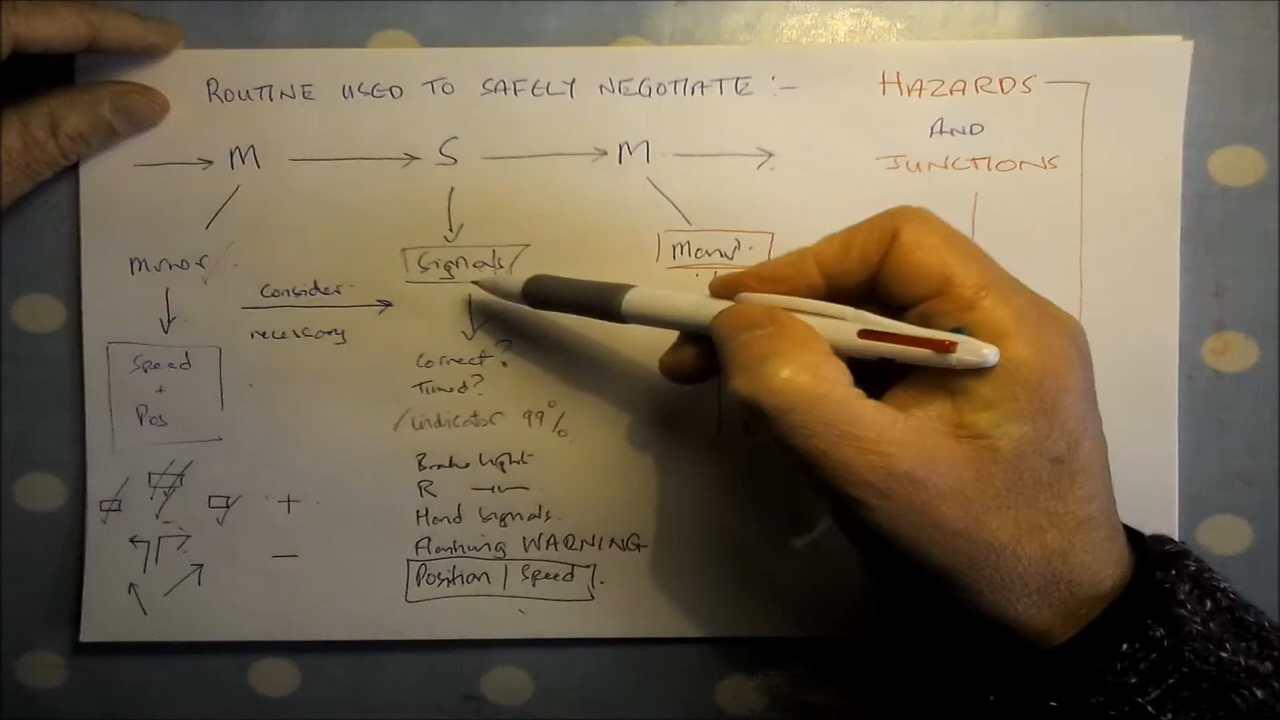 ROUTINE USED TO SAFELY NEGOTIATE :-
HAZARDS
AND
JUNCTIONS
M
S
M
mirror
Speed
+
Pos
Consider
necessary
Signals
Correct?
Timed?
/indicator 99%
Brake light
R
Hand signals.
flashing WARNING
Position | Speed
+
-